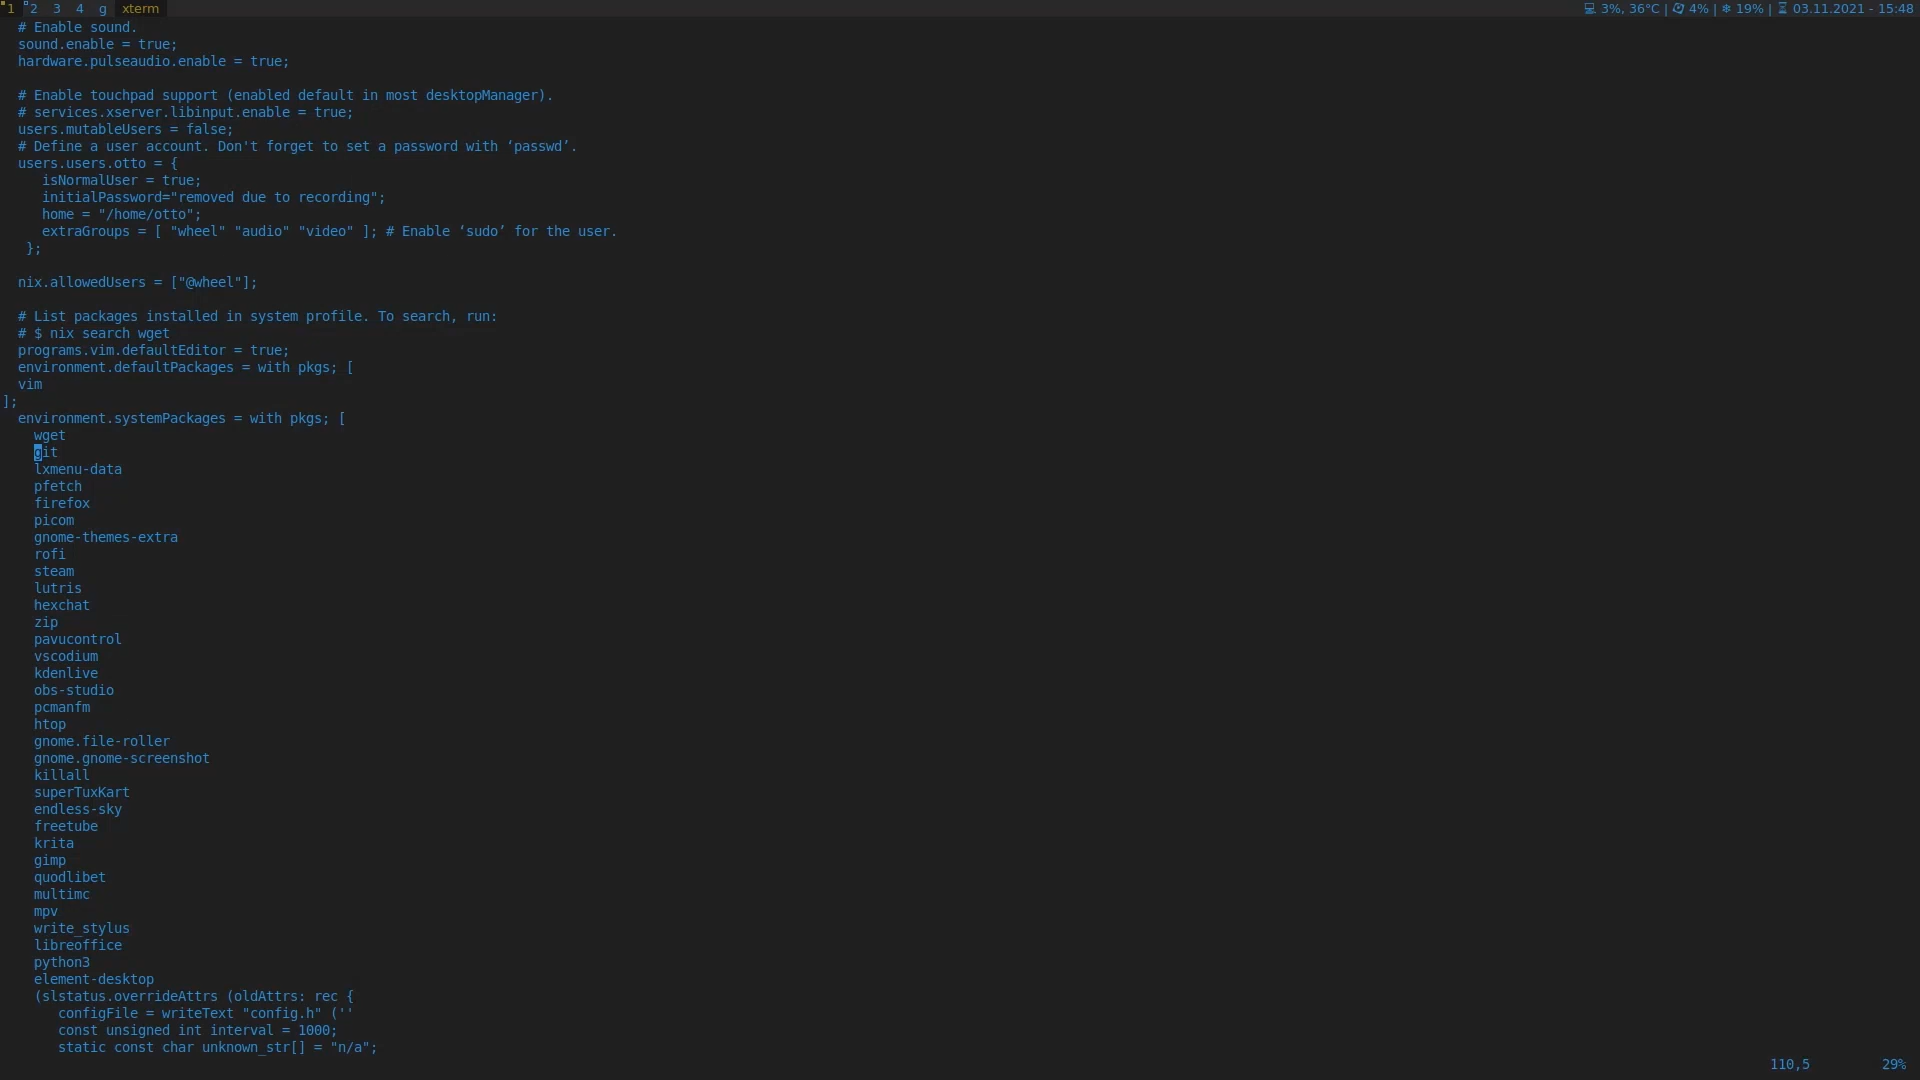 1 2 3 4 g xterm 3%, 36°C | 4% | 19% | 03.11.2021 - 15:48
# Enable sound.
sound.enable = true;
hardware.pulseaudio.enable = true;
# Enable touchpad support (enabled default in most desktopManager).
# services.xserver.libinput.enable = true;
users.mutableUsers = false;
# Define a user account. Don't forget to set a password with ‘passwd’.
users.users.otto = {
isNormalUser = true;
initialPassword="removed due to recording";
home = "/home/otto";
extraGroups = [ "wheel" "audio" "video" ]; # Enable ‘sudo’ for the user.
};
nix.allowedUsers = ["@wheel"];
# List packages installed in system profile. To search, run:
# $ nix search wget
programs.vim.defaultEditor = true;
environment.defaultPackages = with pkgs; [
vim
];
environment.systemPackages = with pkgs; [
wget
git
lxmenu-data
pfetch
firefox
picom
gnome-themes-extra
rofi
steam
lutris
hexchat
zip
pavucontrol
vscodium
kdenlive
obs-studio
pcmanfm
htop
gnome.file-roller
gnome.gnome-screenshot
killall
superTuxKart
endless-sky
freetube
krita
gimp
quodlibet
multimc
mpv
write_stylus
libreoffice
python3
element-desktop
(slstatus.overrideAttrs (oldAttrs: rec {
configFile = writeText "config.h" (''
const unsigned int interval = 1000;
static const char unknown_str[] = "n/a";
110,5 29%